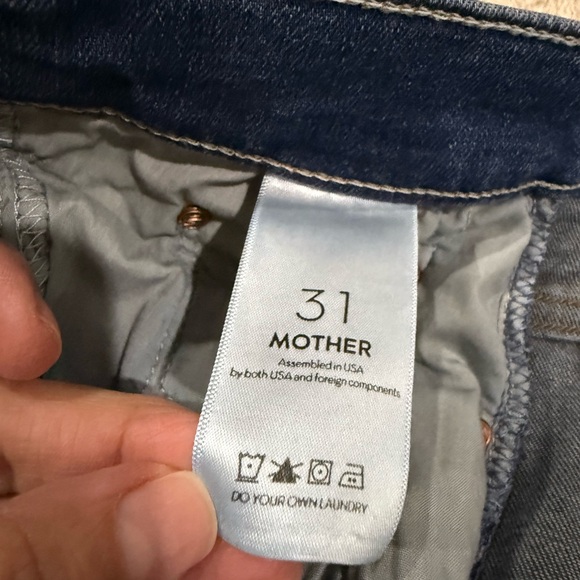 31
MOTHER
Assembled in USA
by both USA and foreign components
DO YOUR OWN LAUNDRY